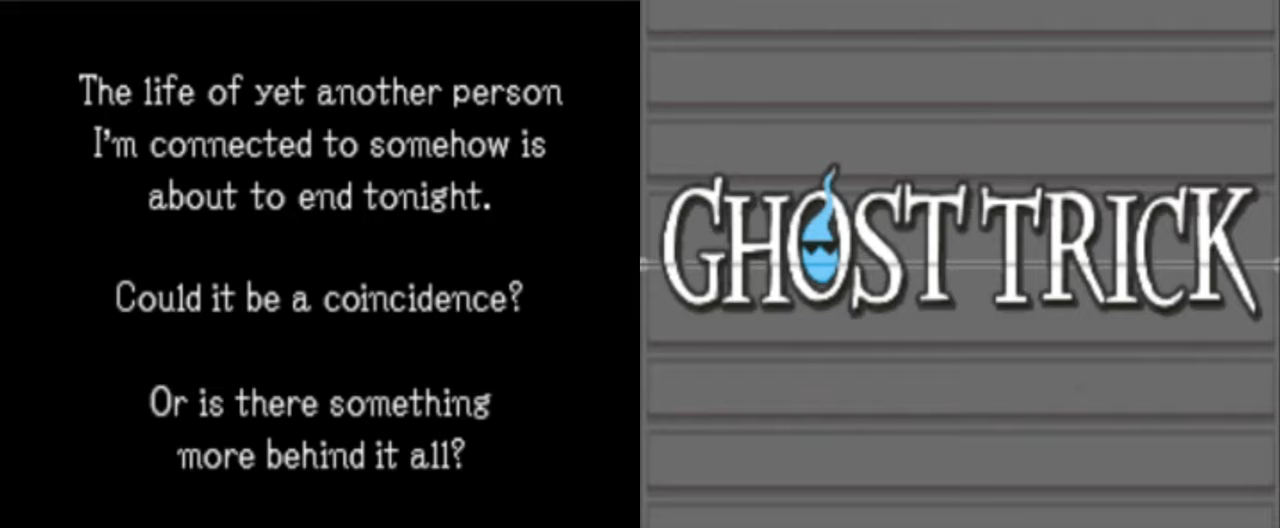 The life of yet another person
I'm connected to somehow is
about to end tonight.
Could it be a coincidence?
Or is there something
more behind it all?
GHOST TRICK